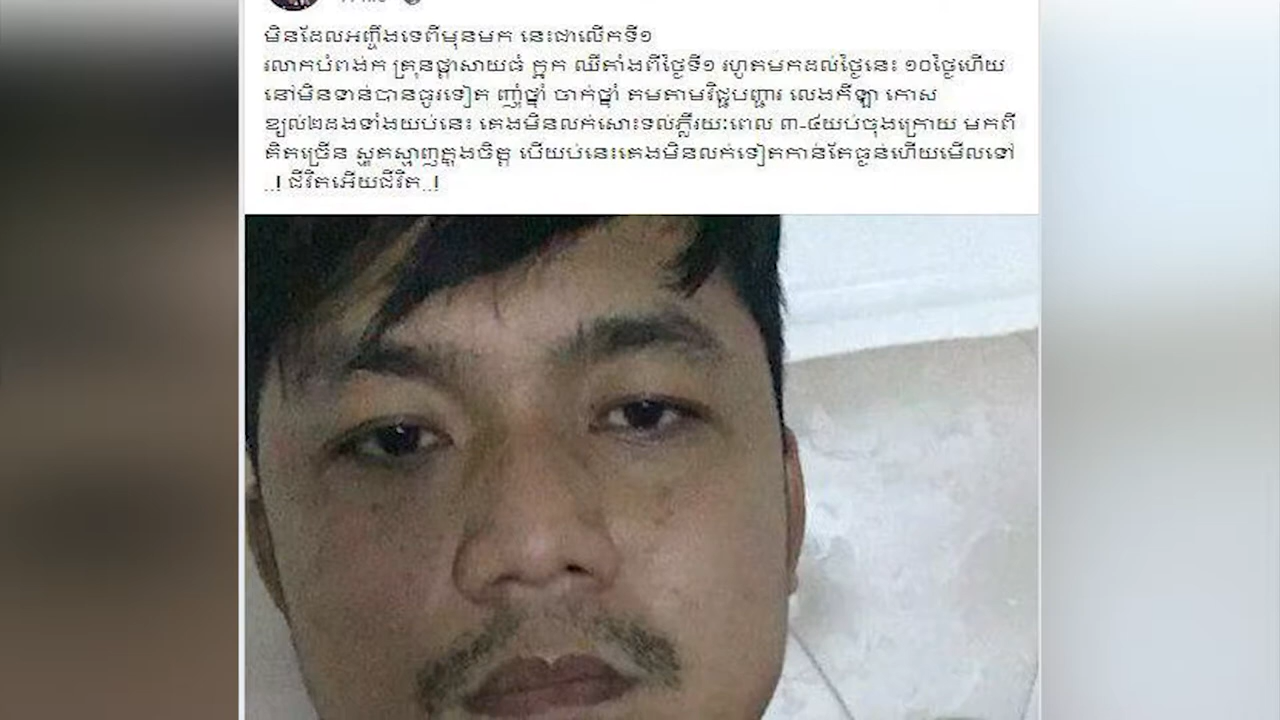 មិនដែលអញ្ចឹងទេពីមុនមក នេះជាលើកទី១
រលាកបំពង់ក គ្រុនផ្តាសាយធំ ក្អក ឈឺតាំងពីថ្ងៃទី១ រហូតមកដល់ថ្ងៃនេះ ១០ថ្ងៃហើយ
នៅមិនទាន់បានធូរទៀត ញ៉ាំថ្នាំ ចាក់ថ្នាំ តមតាមវិជ្ជបញ្ជារ លេងកីឡា កោស
ខ្យល់២ដងទាំងយប់នេះ គេងមិនលក់សោះទល់ភ្លឺរយៈពេល ៣-៤យប់ចុងក្រោយ មកពី
គិតច្រើន ស្មុគស្មាញក្នុងចិត្ត បើយប់នេះគេងមិនលក់ទៀតកាន់តែធ្ងន់ហើយមើលទៅ
..! ជីវិតអើយជីវិត..!